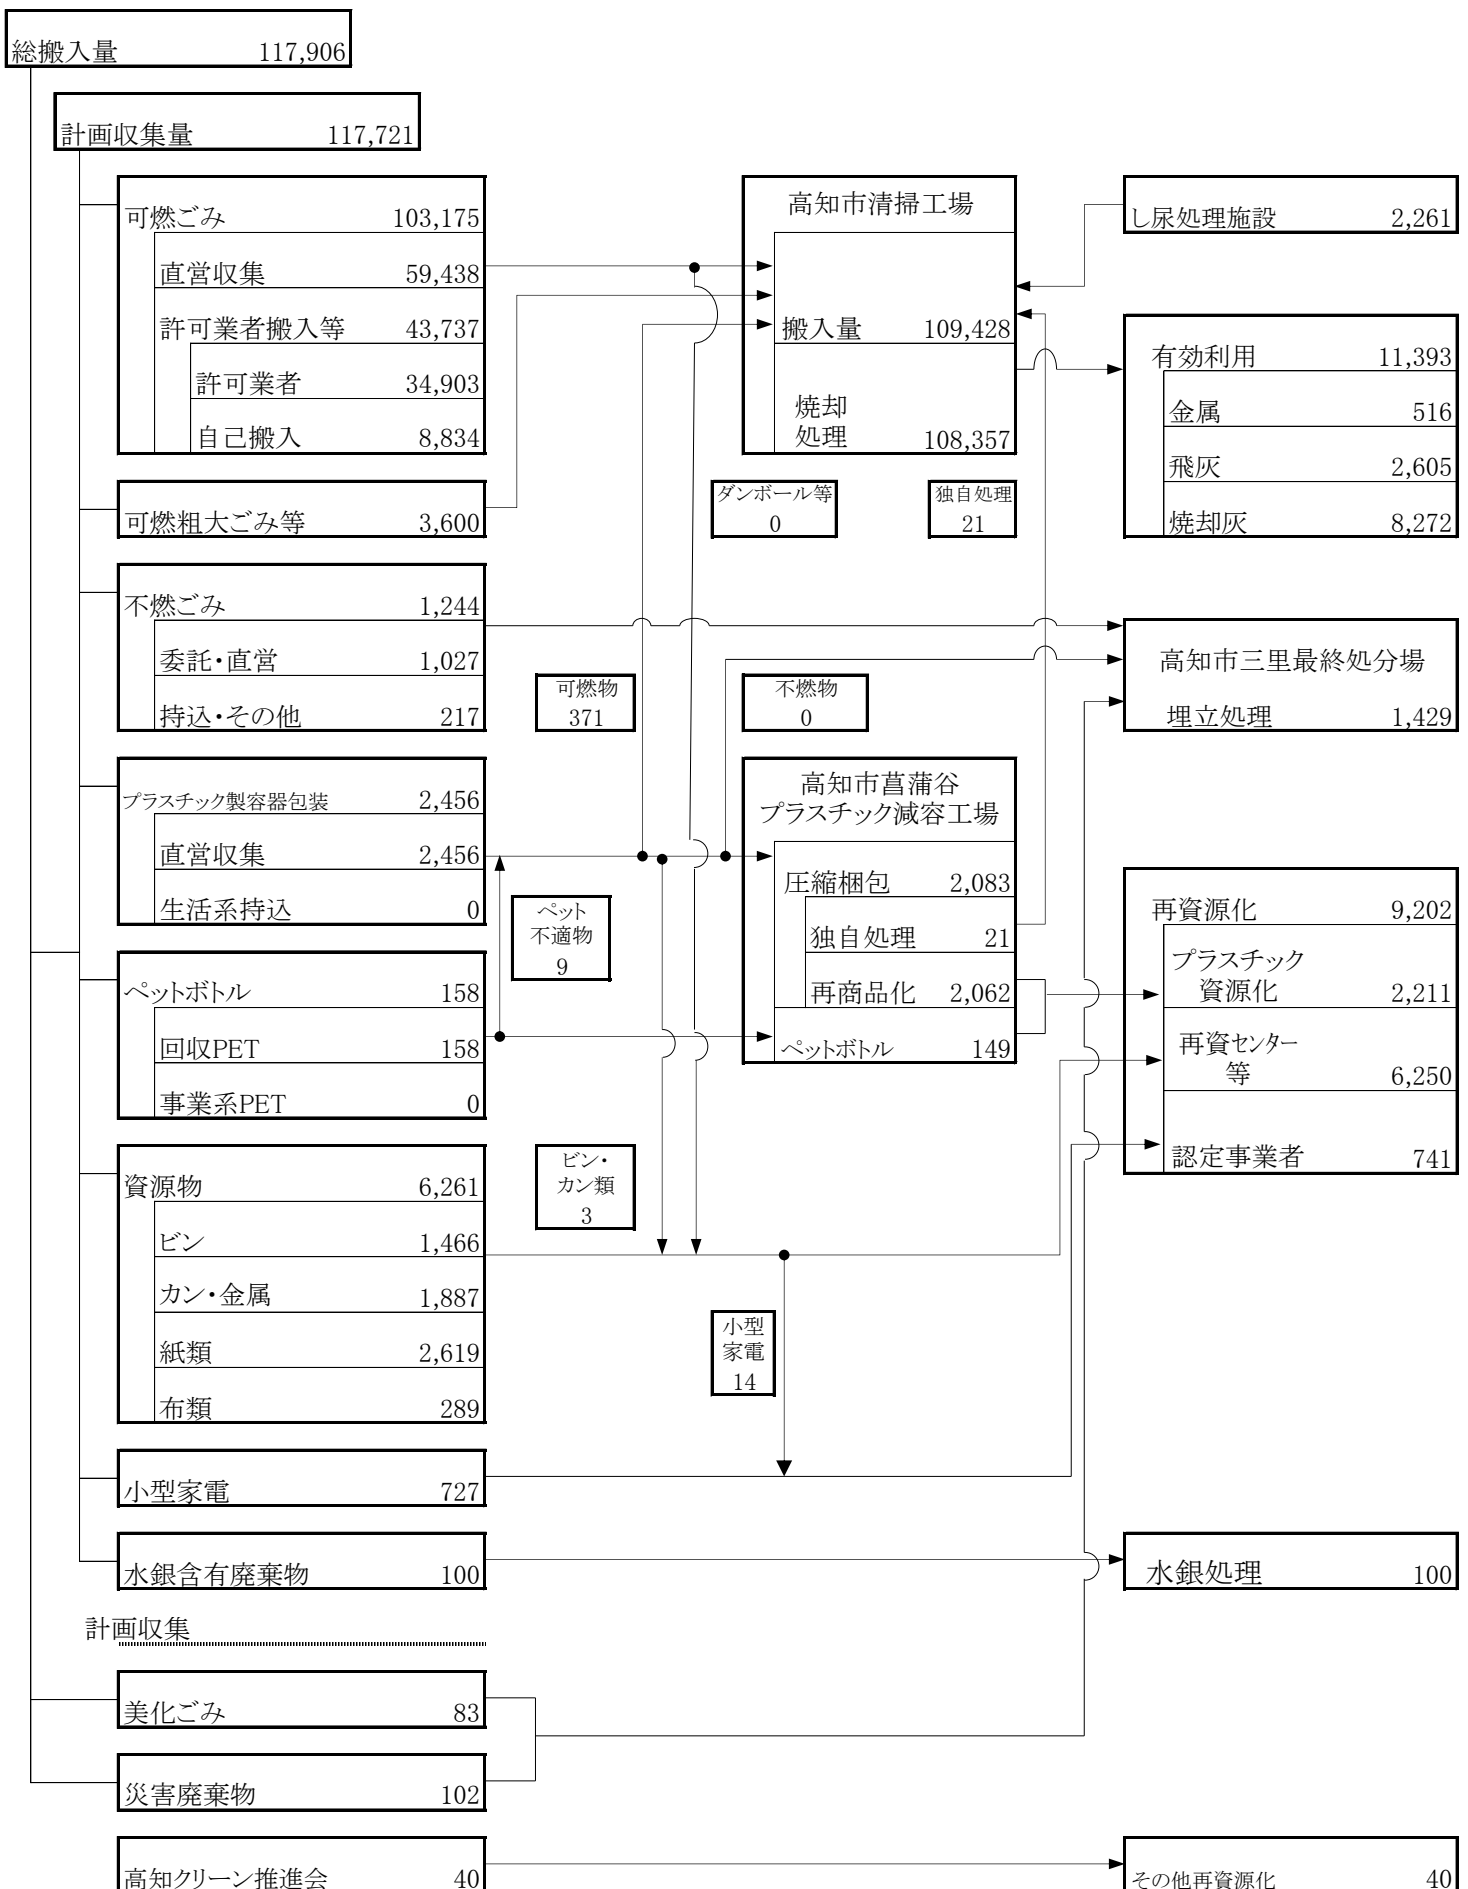 総搬入量 117,906
計画収集量 117,721
可燃ごみ 103,175
直営収集 59,438
許可業者搬入等 43,737
許可業者 34,903
自己搬入 8,834
可燃粗大ごみ等 3,600
不燃ごみ 1,244
委託・直営 1,027
持込・その他 217
プラスチック製容器包装 2,456
直営収集 2,456
生活系持込 0
ペットボトル 158
回収PET 158
事業系PET 0
資源物 6,261
ビン 1,466
カン・金属 1,887
紙類 2,619
布類 289
小型家電 727
水銀含有廃棄物 100
計画収集
美化ごみ 83
災害廃棄物 102
高知クリーン推進会 40
可燃物
371
ペット
不適物
9
ビン・
カン類
3
高知市清掃工場
搬入量 109,428
焼却
処理 108,357
ダンボール等
0
独自処理
21
不燃物
0
高知市菖蒲谷
プラスチック減容工場
圧縮梱包 2,083
独自処理 21
再商品化 2,062
ペットボトル 149
小型
家電
14
し尿処理施設 2,261
有効利用 11,393
金属 516
飛灰 2,605
焼却灰 8,272
高知市三里最終処分場
埋立処理 1,429
再資源化 9,202
プラスチック
資源化 2,211
再資センター
等 6,250
認定事業者 741
水銀処理 100
その他再資源化 40